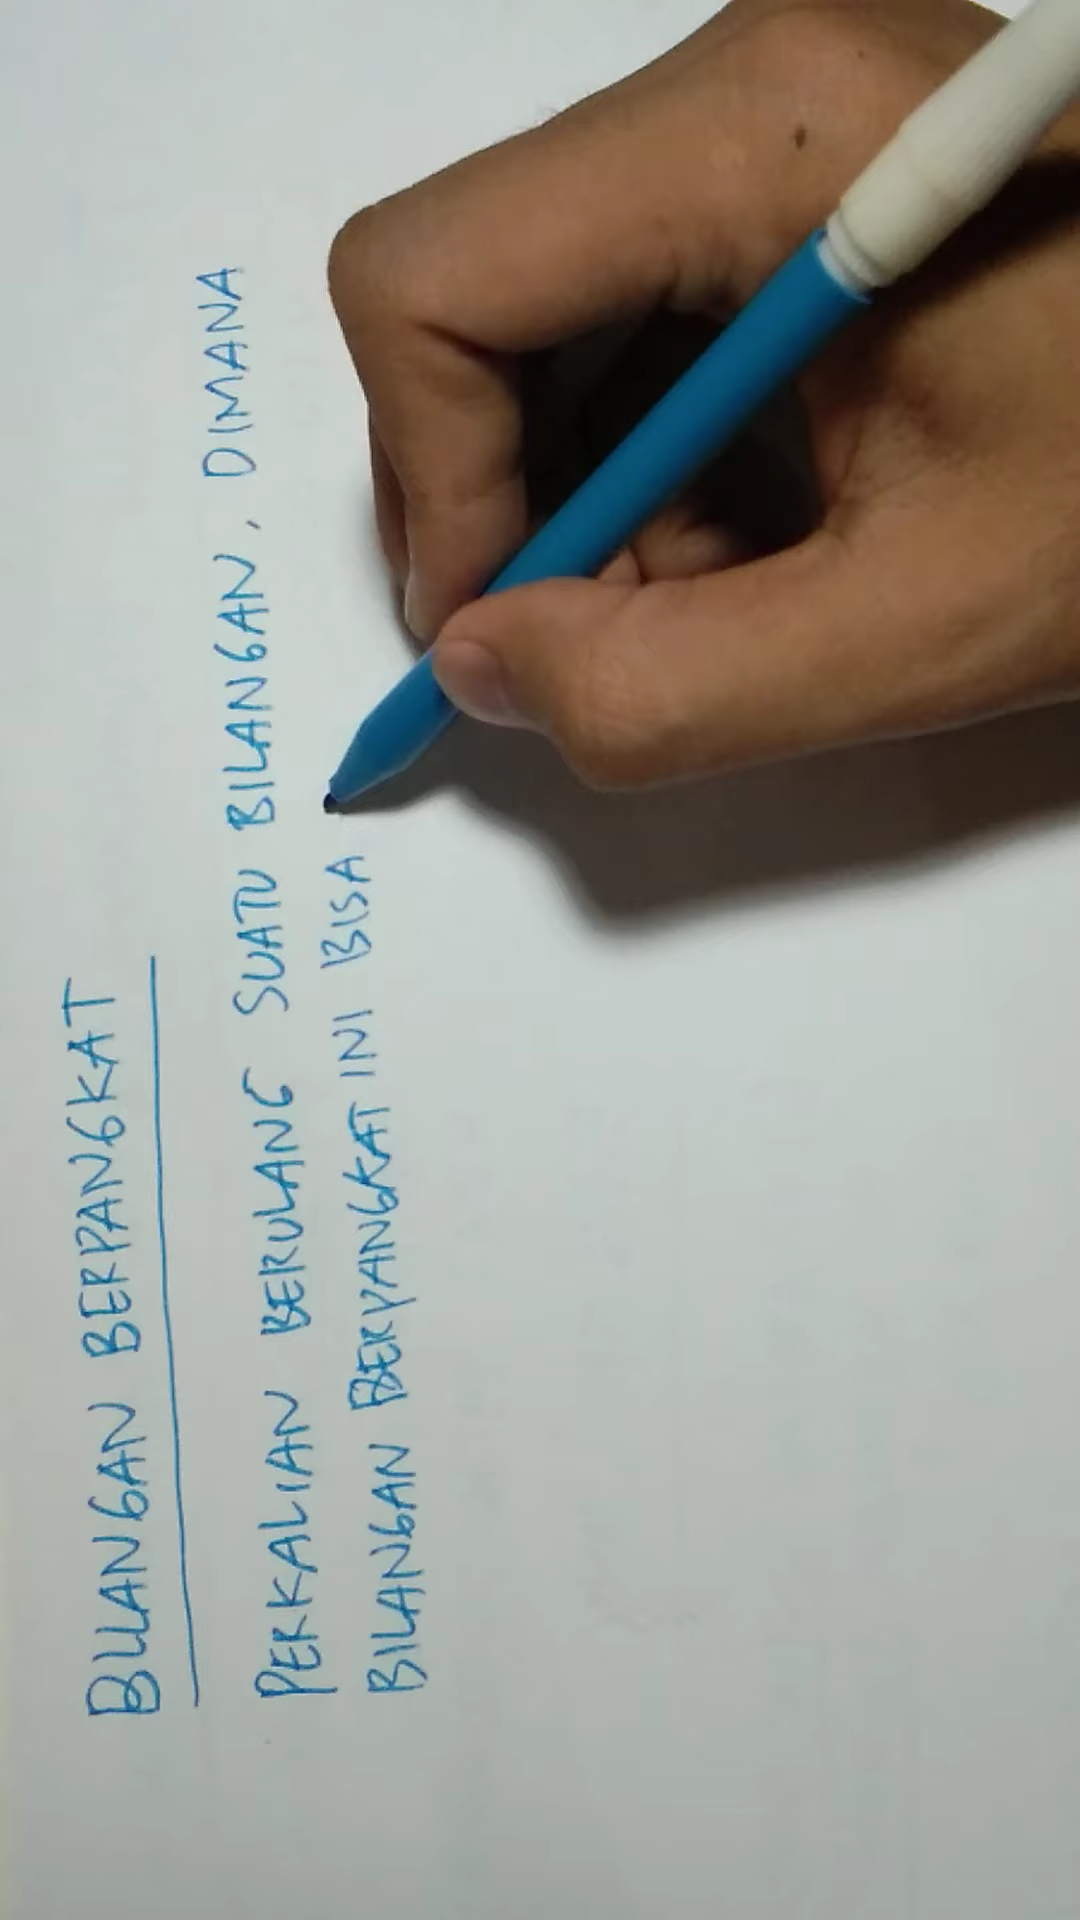 BILANGAN BERPANGKAT
PERKALIAN BERULANG SUATU BILANGAN, DIMANA
BILANGAN BERPANGKAT INI BISA